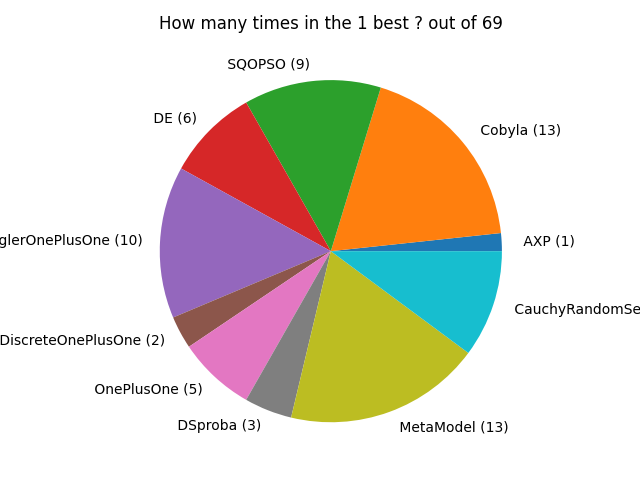 How many times in the 1 best ? out of 69
SQOPSO (9)
DE (6)
Cobyla (13)
glerOnePlusOne (10)
AXP (1)
CauchyRandomSe
DiscreteOnePlusOne (2)
OnePlusOne (5)
DSproba (3)
MetaModel (13)